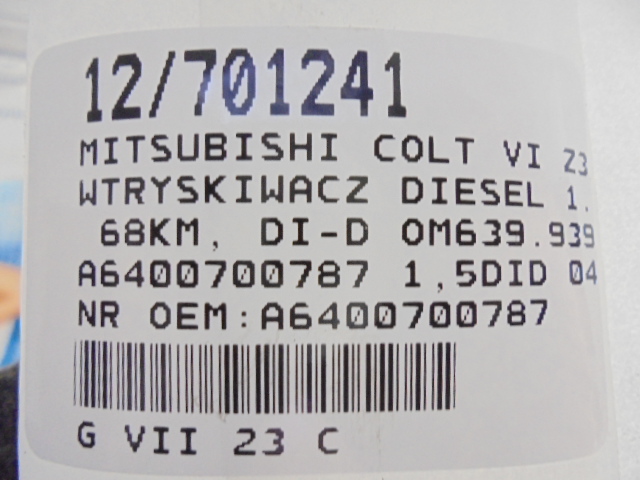 12/701241
MITSUBISHI COLT VI Z3
WTRYSKIWACZ DIESEL 1.
68KM, DI-D OM639.939
A6400700787 1,5DID 04
NR OEM:A6400700787
G VII 23 C